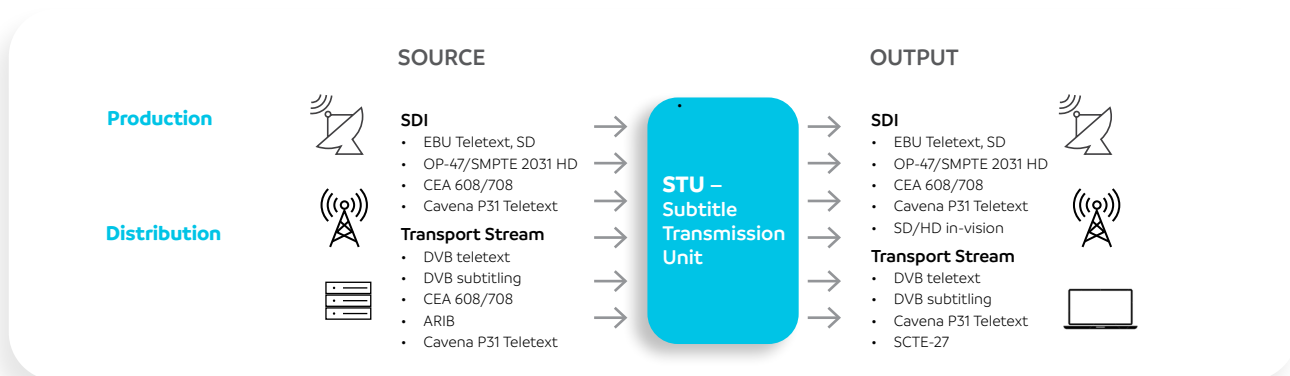 SOURCE
OUTPUT
Production
Distribution
SDI
• EBU Teletext, SD
• OP-47/SMPTE 2031 HD
• CEA 608/708
• Cavena P31 Teletext
Transport Stream
• DVB teletext
• DVB subtitling
• CEA 608/708
• ARIB
• Cavena P31 Teletext
STU –
Subtitle
Transmission
Unit
SDI
• EBU Teletext, SD
• OP-47/SMPTE 2031 HD
• CEA 608/708
• Cavena P31 Teletext
• SD/HD in-vision
Transport Stream
• DVB teletext
• DVB subtitling
• Cavena P31 Teletext
• SCTE-27